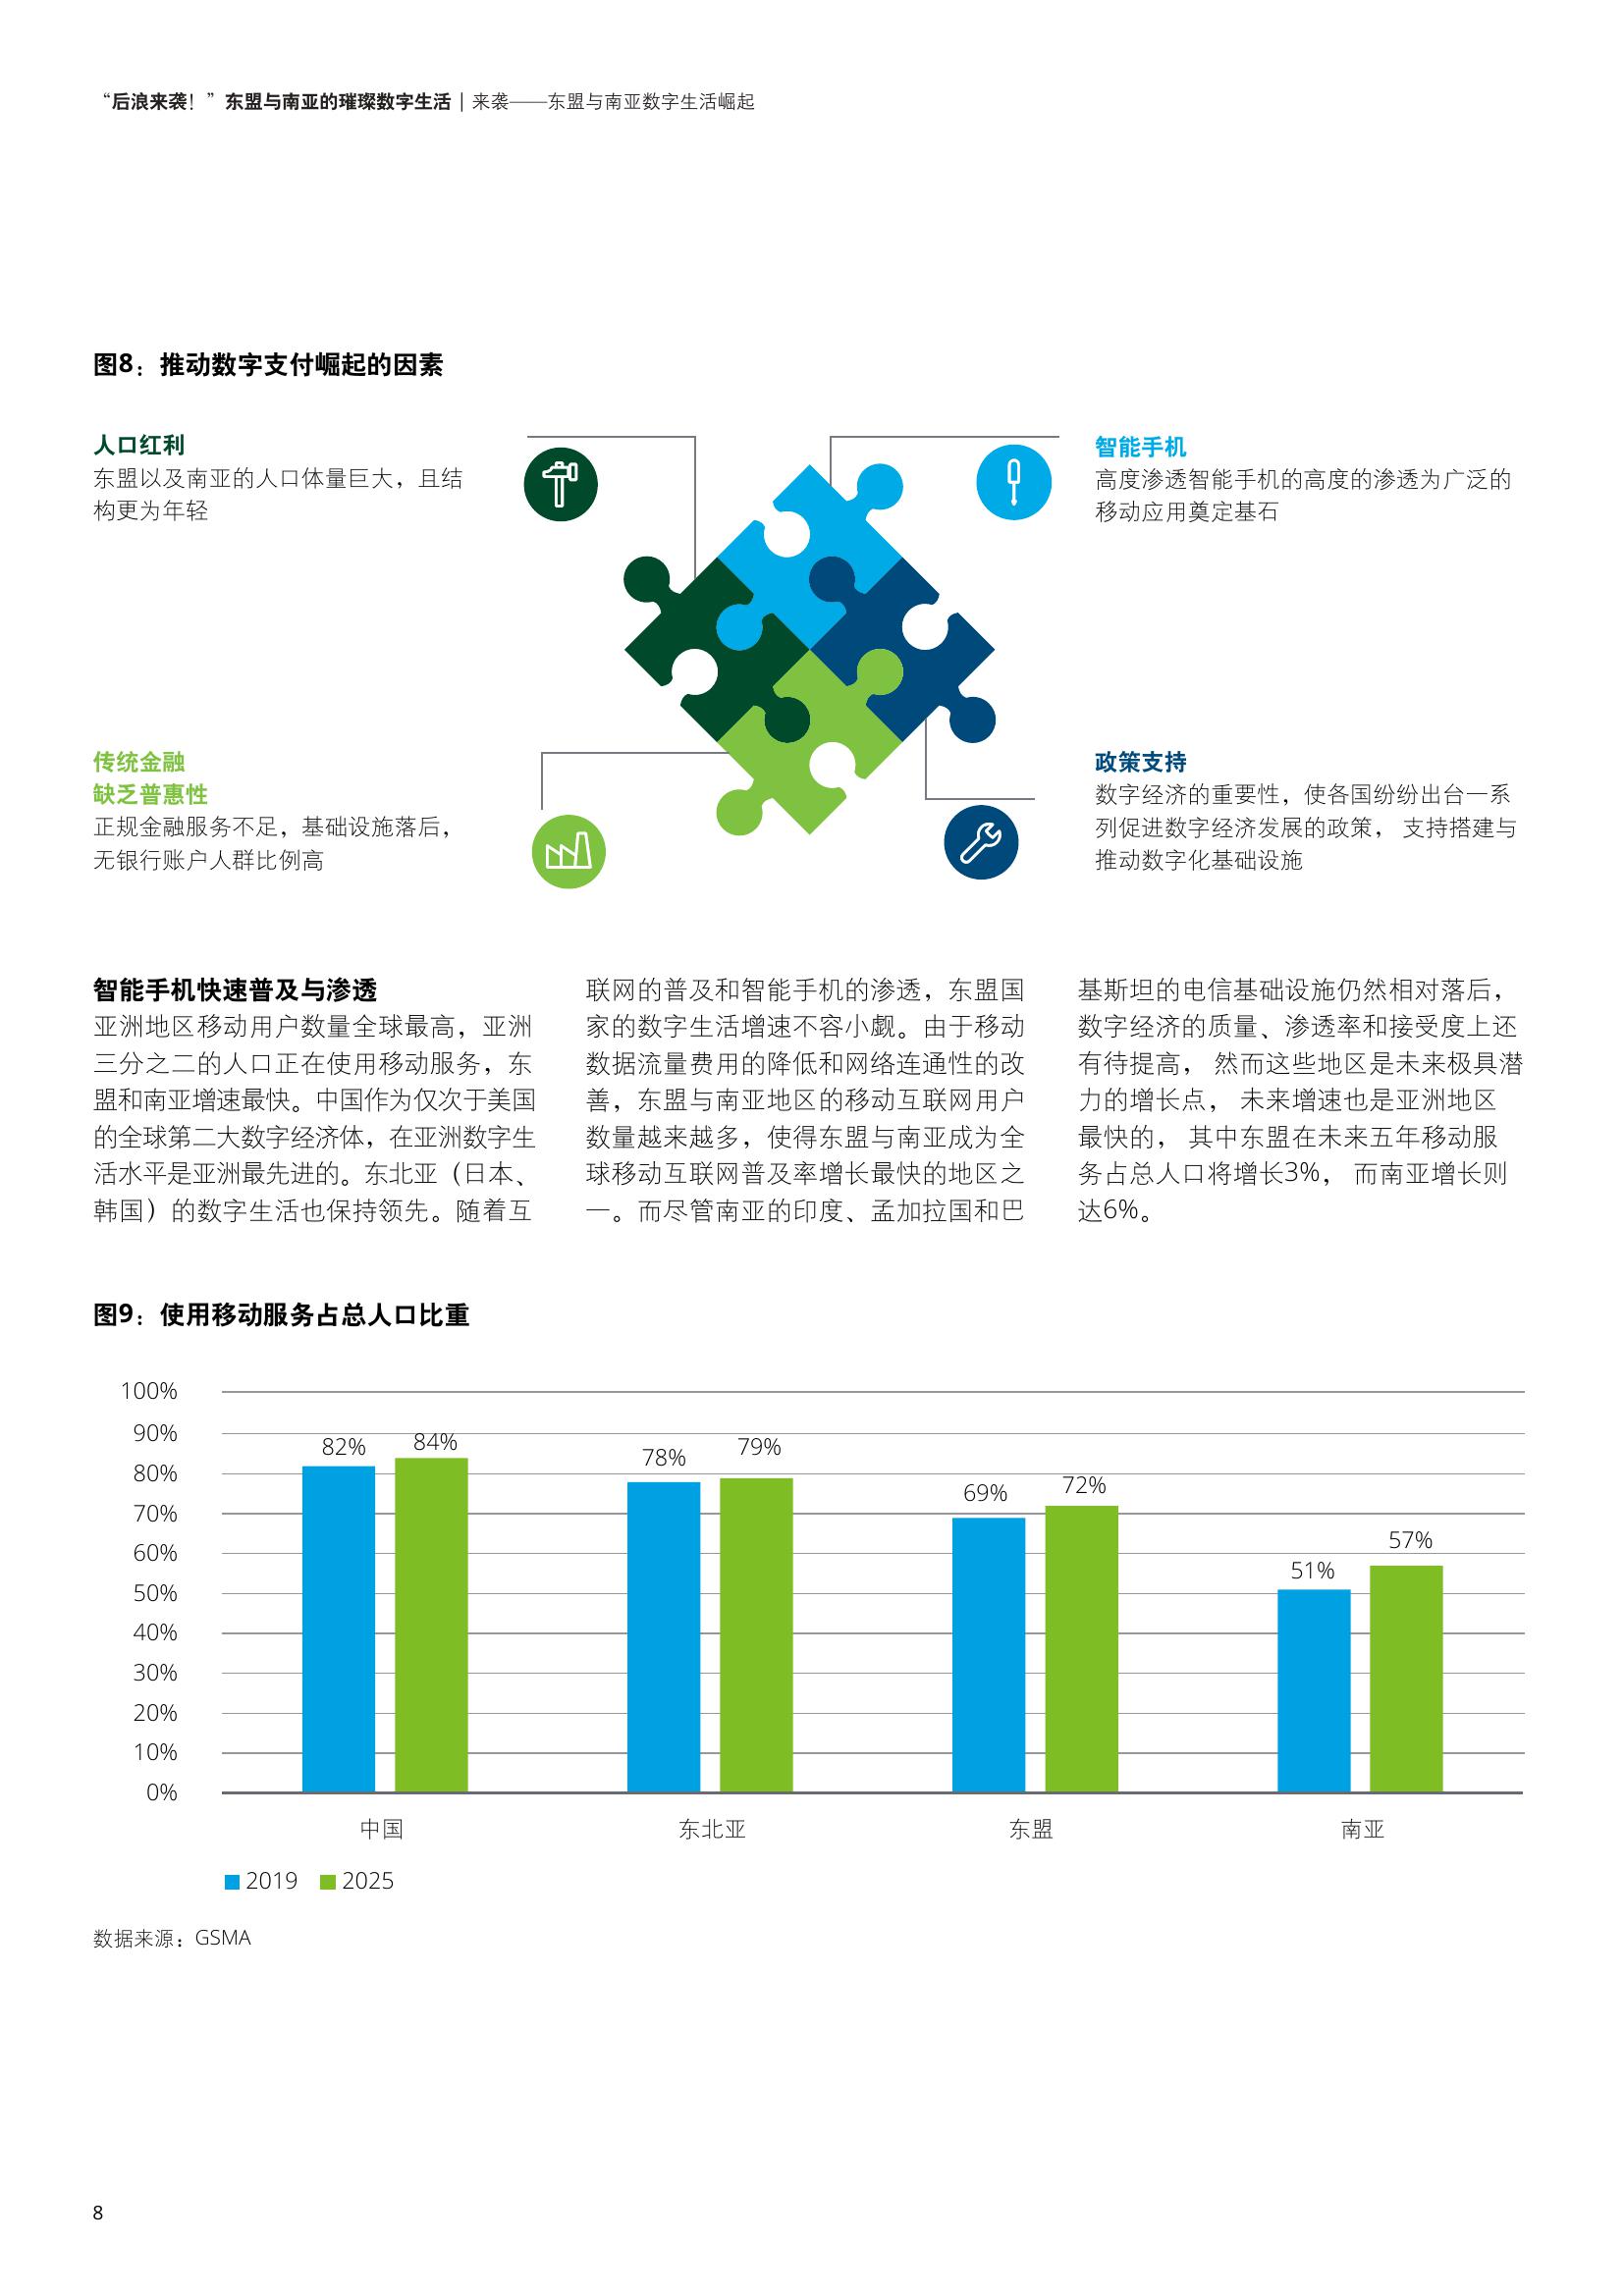 “后浪来袭！”东盟与南亚的璀璨数字生活 | 来袭——东盟与南亚数字生活崛起
图8：推动数字支付崛起的因素
人口红利
东盟以及南亚的人口体量巨大，且结
构更为年轻
智能手机
高度渗透智能手机的高度的渗透为广泛的
移动应用奠定基石
传统金融
缺乏普惠性
正规金融服务不足，基础设施落后，
无银行账户人群比例高
政策支持
数字经济的重要性，使各国纷纷出台一系
列促进数字经济发展的政策， 支持搭建与
推动数字化基础设施
智能手机快速普及与渗透
亚洲地区移动用户数量全球最高，亚洲
三分之二的人口正在使用移动服务，东
盟和南亚增速最快。中国作为仅次于美国
的全球第二大数字经济体，在亚洲数字生
活水平是亚洲最先进的。东北亚（日本、
韩国）的数字生活也保持领先。随着互
联网的普及和智能手机的渗透，东盟国
家的数字生活增速不容小觑。由于移动
数据流量费用的降低和网络连通性的改
善，东盟与南亚地区的移动互联网用户
数量越来越多，使得东盟与南亚成为全
球移动互联网普及率增长最快的地区之
一。而尽管南亚的印度、孟加拉国和巴
基斯坦的电信基础设施仍然相对落后，
数字经济的质量、渗透率和接受度上还
有待提高， 然而这些地区是未来极具潜
力的增长点， 未来增速也是亚洲地区
最快的， 其中东盟在未来五年移动服
务占总人口将增长3%， 而南亚增长则
达6%。
图9：使用移动服务占总人口比重
100%
90%
80%
70%
60%
50%
40%
30%
20%
10%
0%
82% 84%
78% 79%
69% 72%
51% 57%
中国 东北亚 东盟 南亚
2019 2025
数据来源：GSMA
8